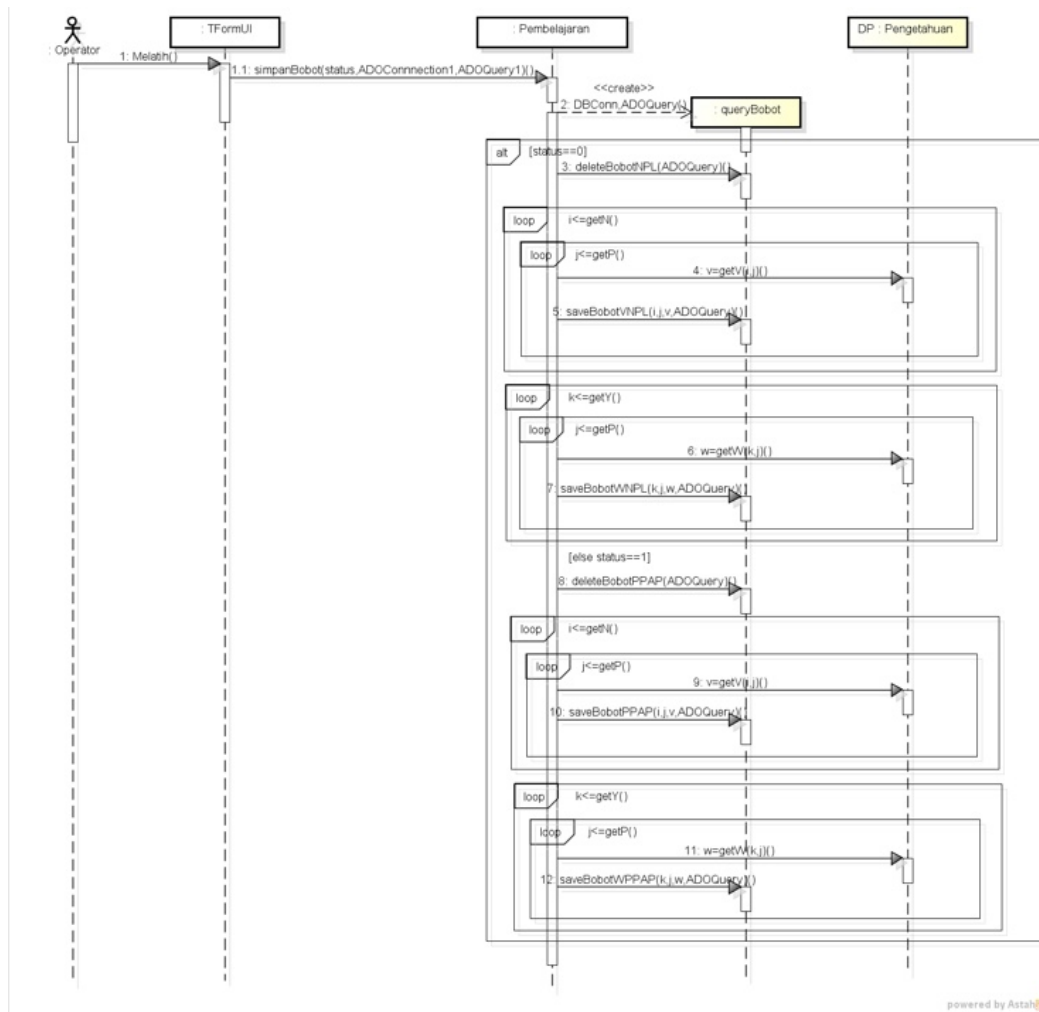 : TFormUI
: Pembelajaran
DP : Pengetahuan
: Operator
1: Melatih()
1.1: simpanBobot(status,ADOConnnection1,ADOQuery1)()
<<create>>
2: DBConn,ADOQuery()
: queryBobot
alt
[status==0]
3: deleteBobotNPL(ADOQuery)()
loop
i<=getN()
loop
j<=getP()
4: v=getV(i,j)()
5: saveBobotVNPL(i,j,v,ADOQuery)()
loop
k<=getY()
loop
j<=getP()
6: w=getW(k,j)()
7: saveBobotWNPL(k,j,w,ADOQuery)()
[else status==1]
8: deleteBobotPPAP(ADOQuery)()
loop
i<=getN()
loop
j<=getP()
9: v=getV(i,j)()
10: saveBobotPPAP(i,j,v,ADOQuery)()
loop
k<=getY()
loop
j<=getP()
11: w=getW(k,j)()
12: saveBobotWPPAP(k,j,w,ADOQuery)()
powered by Astah